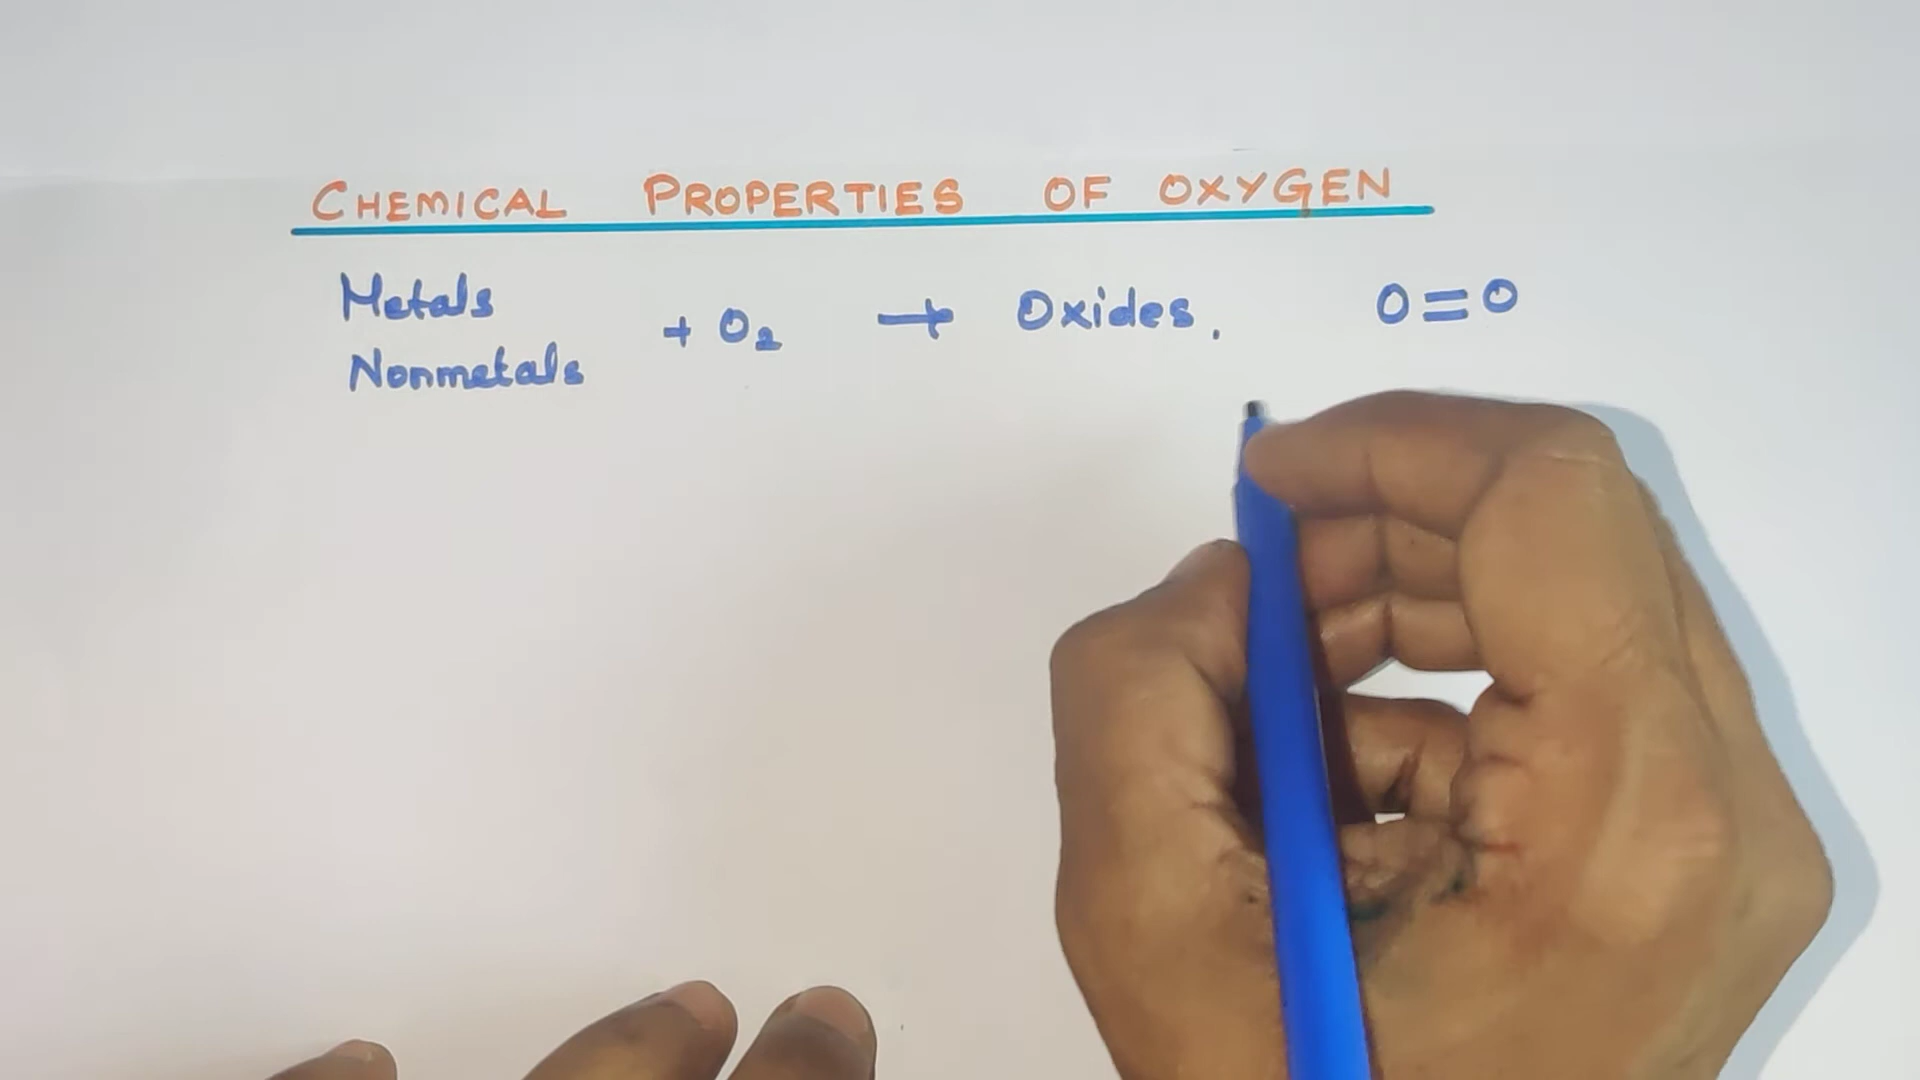 CHEMICAL PROPERTIES OF OXYGEN
Metals
+ O₂ → Oxides. O=O
Nonmetals